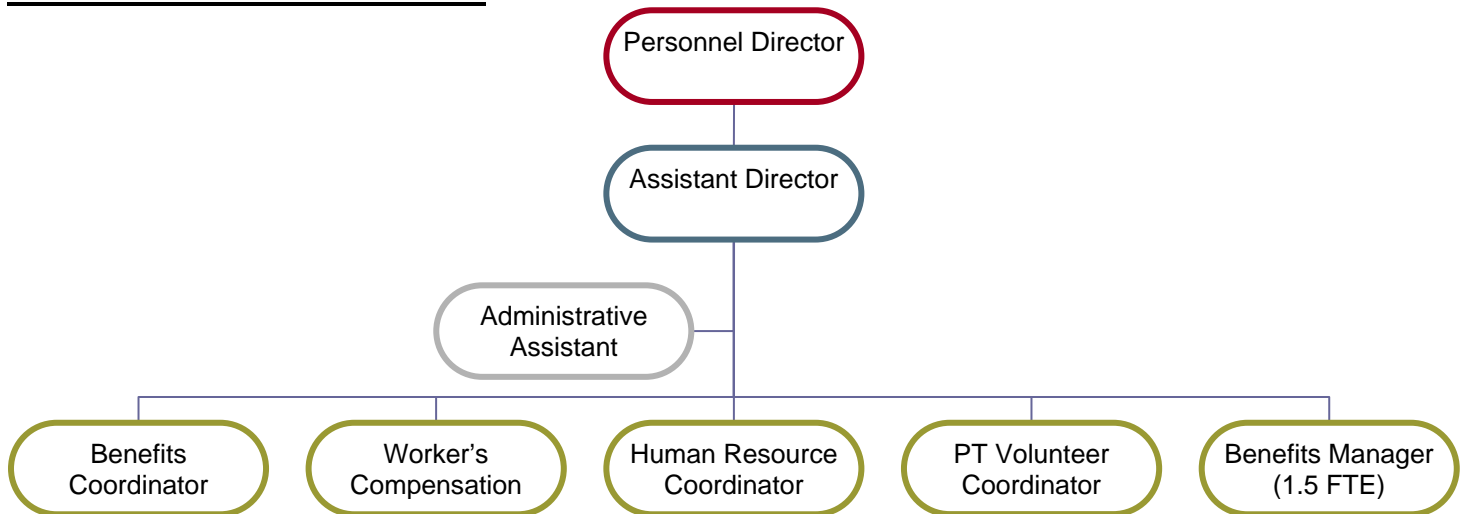 Personnel Director
Assistant Director
Administrative
Assistant
Benefits
Coordinator
Worker's
Compensation
Human Resource
Coordinator
PT Volunteer
Coordinator
Benefits Manager
(1.5 FTE)